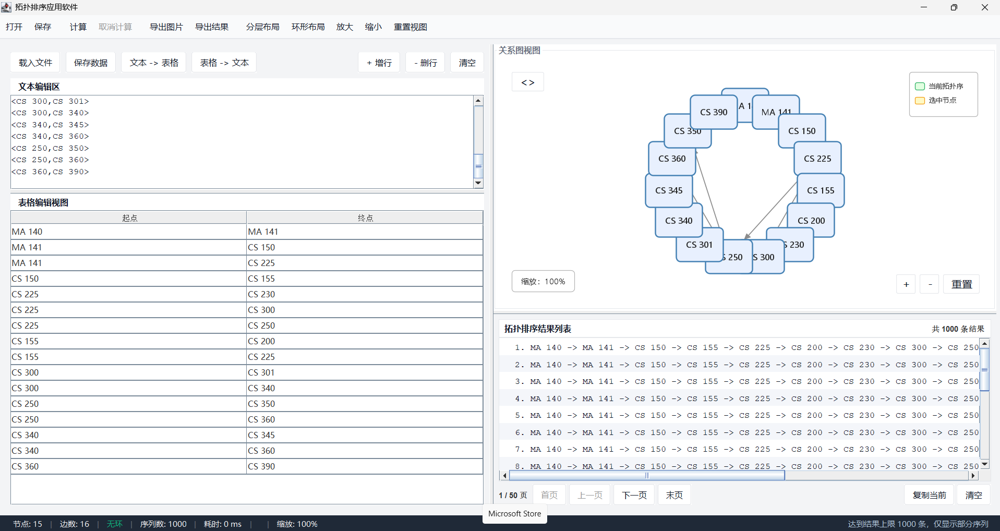 拓扑排序应用软件
打开 保存 计算 取消计算 导出图片 导出结果 分层布局 环形布局 放大 缩小 重置视图
载入文件 保存数据 文本 -> 表格 表格 -> 文本 + 增行 - 删行 清空
文本编辑区
<CS 300,CS 301>
<CS 300,CS 340>
<CS 340,CS 345>
<CS 340,CS 360>
<CS 250,CS 350>
<CS 250,CS 360>
<CS 360,CS 390>
表格编辑视图
起点 终点
MA 140 MA 141
MA 141 CS 150
MA 141 CS 225
CS 150 CS 155
CS 225 CS 230
CS 225 CS 300
CS 225 CS 250
CS 155 CS 200
CS 155 CS 225
CS 300 CS 301
CS 300 CS 340
CS 250 CS 350
CS 250 CS 360
CS 340 CS 345
CS 340 CS 360
CS 360 CS 390
关系图视图
<>
当前拓扑序
选中节点
CS 390 A 1 MA 141
CS 350 CS 150
CS 360 CS 225
CS 345 CS 155
CS 340 CS 200
CS 301 S 230
S 250 S 300
缩放：100%
+ - 重置
拓扑排序结果列表 共 1000 条结果
1. MA 140 -> MA 141 -> CS 150 -> CS 155 -> CS 225 -> CS 200 -> CS 230 -> CS 300 -> CS 250
2. MA 140 -> MA 141 -> CS 150 -> CS 155 -> CS 225 -> CS 200 -> CS 230 -> CS 300 -> CS 250
3. MA 140 -> MA 141 -> CS 150 -> CS 155 -> CS 225 -> CS 200 -> CS 230 -> CS 300 -> CS 250
4. MA 140 -> MA 141 -> CS 150 -> CS 155 -> CS 225 -> CS 200 -> CS 230 -> CS 300 -> CS 250
5. MA 140 -> MA 141 -> CS 150 -> CS 155 -> CS 225 -> CS 200 -> CS 230 -> CS 300 -> CS 250
6. MA 140 -> MA 141 -> CS 150 -> CS 155 -> CS 225 -> CS 200 -> CS 230 -> CS 300 -> CS 250
7. MA 140 -> MA 141 -> CS 150 -> CS 155 -> CS 225 -> CS 200 -> CS 230 -> CS 300 -> CS 250
8. MA 140 -> MA 141 -> CS 150 -> CS 155 -> CS 225 -> CS 200 -> CS 230 -> CS 300 -> CS 250
1 / 50 页 首页 上一页 下一页 末页 复制当前 清空
Microsoft Store
节点: 15 | 边数: 16 | 无环 | 序列数: 1000 | 耗时: 0 ms | | 缩放: 100% 达到结果上限 1000 条，仅显示部分序列